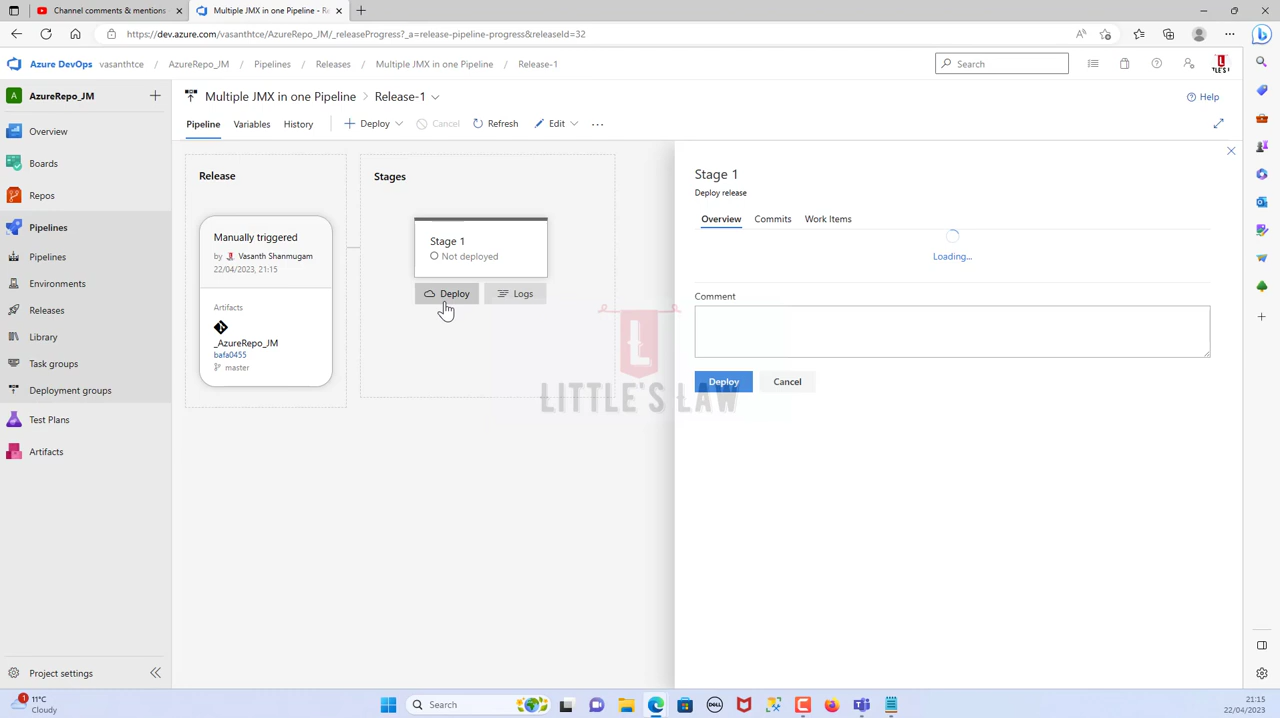 Channel comments & mentions
Multiple JMX in one Pipeline - Re
https://dev.azure.com/vasanthtce/AzureRepo_JM/_releaseProgress?_a=release-pipeline-progress&releaseId=32
Azure DevOps
vasanthtce
/
AzureRepo_JM
/
Pipelines
/
Releases
/
Multiple JMX in one Pipeline
/
Release-1
Search
A
AzureRepo_JM
Multiple JMX in one Pipeline
Release-1
Help
Pipeline
Variables
History
Deploy
Cancel
Refresh
Edit
Overview
Boards
Repos
Pipelines
Pipelines
Environments
Releases
Library
Task groups
Deployment groups
Test Plans
Artifacts
Project settings
Release
Manually triggered
by Vasanth Shanmugam
22/04/2023, 21:15
Artifacts
_AzureRepo_JM
bafa0455
master
Stages
Stage 1
Not deployed
Deploy
Logs
L
LITTLE'S LAW
Stage 1
Deploy release
Overview
Commits
Work Items
Loading...
Comment
Deploy
Cancel
1
11°C
Cloudy
Search
DELL
21:15
22/04/2023